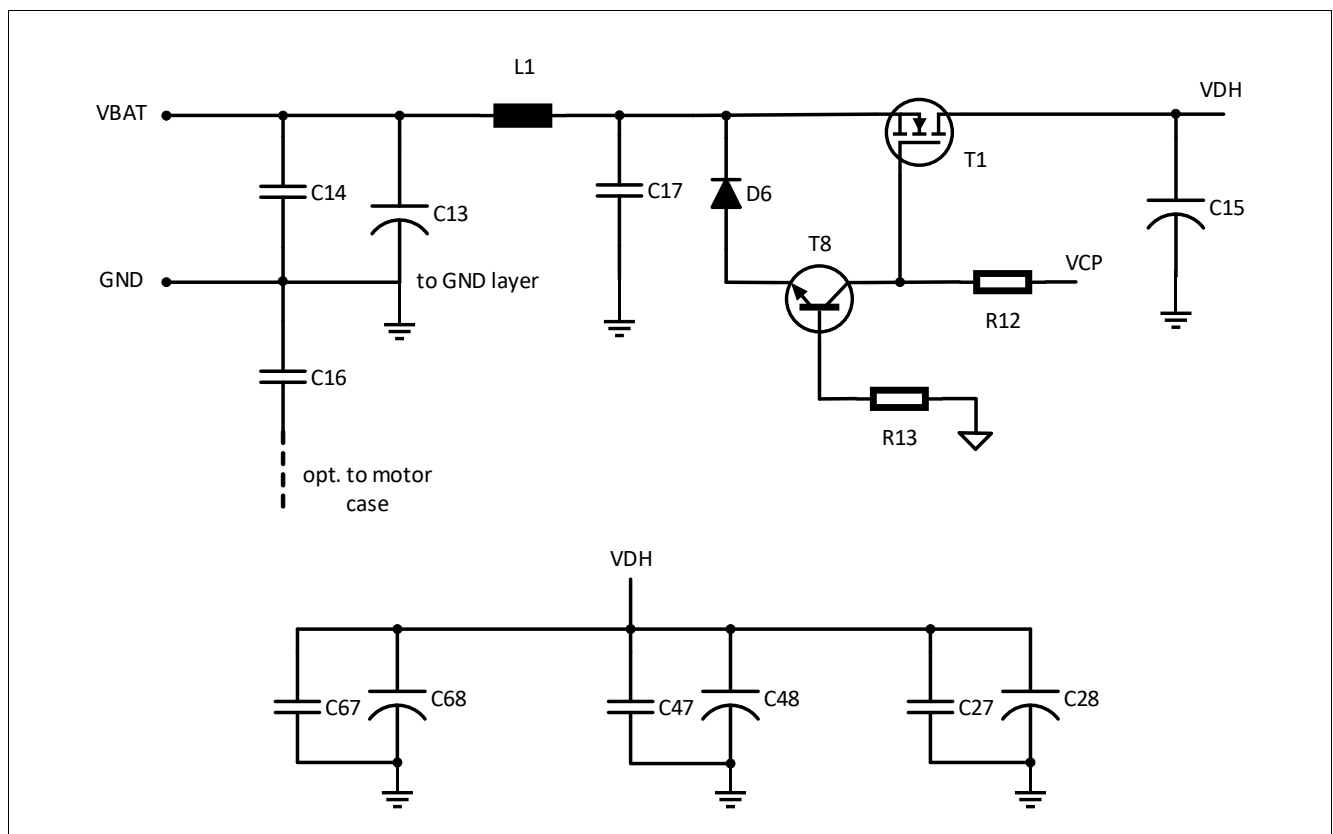 L1
VBAT
VDH
T1
C14
C13
C17
D6
C15
T8
GND
to GND layer
VCP
R12
C16
R13
opt. to motor
case
VDH
C67
C68
C47
C48
C27
C28